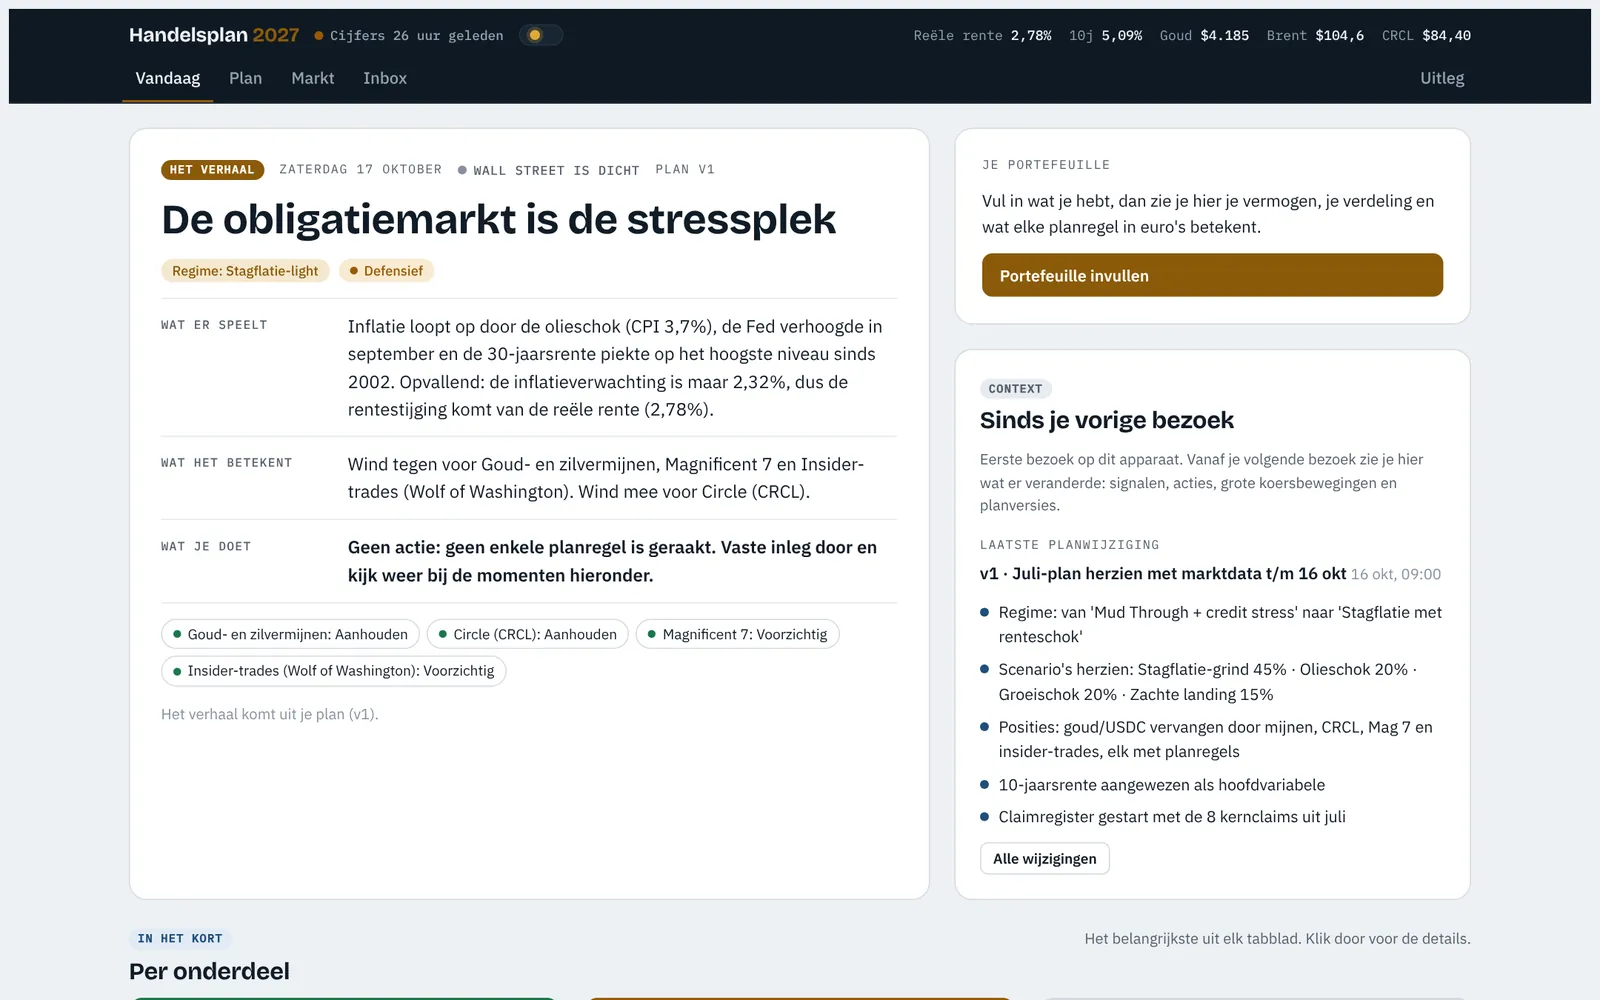 Handelsplan 2027
Cijfers 26 uur geleden
Reële rente 2,78% 10j 5,09% Goud $4.185 Brent $104,6 CRCL $84,40
Vandaag Plan Markt Inbox Uitleg
HET VERHAAL ZATERDAG 17 OKTOBER WALL STREET IS DICHT PLAN V1
De obligatiemarkt is de stressplek
Regime: Stagflatie-light Defensief
WAT ER SPEELT
Inflatie loopt op door de olieschok (CPI 3,7%), de Fed verhoogde in
september en de 30-jaarsrente piekte op het hoogste niveau sinds
2002. Opvallend: de inflatieverwachting is maar 2,32%, dus de
rentestijging komt van de reële rente (2,78%).
WAT HET BETEKENT
Wind tegen voor Goud- en zilvermijnen, Magnificent 7 en Insider-
trades (Wolf of Washington). Wind mee voor Circle (CRCL).
WAT JE DOET
Geen actie: geen enkele planregel is geraakt. Vaste inleg door en
kijk weer bij de momenten hieronder.
Goud- en zilvermijnen: Aanhouden Circle (CRCL): Aanhouden Magnificent 7: Voorzichtig
Insider-trades (Wolf of Washington): Voorzichtig
Het verhaal komt uit je plan (v1).
JE PORTEFEUILLE
Vul in wat je hebt, dan zie je hier je vermogen, je verdeling en
wat elke planregel in euro's betekent.
Portefeuille invullen
CONTEXT
Sinds je vorige bezoek
Eerste bezoek op dit apparaat. Vanaf je volgende bezoek zie je hier
wat er veranderde: signalen, acties, grote koersbewegingen en
planversies.
LAATSTE PLANWIJZIGING
v1 · Juli-plan herzien met marktdata t/m 16 okt 16 okt, 09:00
Regime: van 'Mud Through + credit stress' naar 'Stagflatie met
renteschok'
Scenario's herzien: Stagflatie-grind 45% · Olieschok 20% ·
Groeischok 20% · Zachte landing 15%
Posities: goud/USDC vervangen door mijnen, CRCL, Mag 7 en
insider-trades, elk met planregels
10-jaarsrente aangewezen als hoofdvariabele
Claimregister gestart met de 8 kernclaims uit juli
Alle wijzigingen
IN HET KORT
Het belangrijkste uit elk tabblad. Klik door voor de details.
Per onderdeel